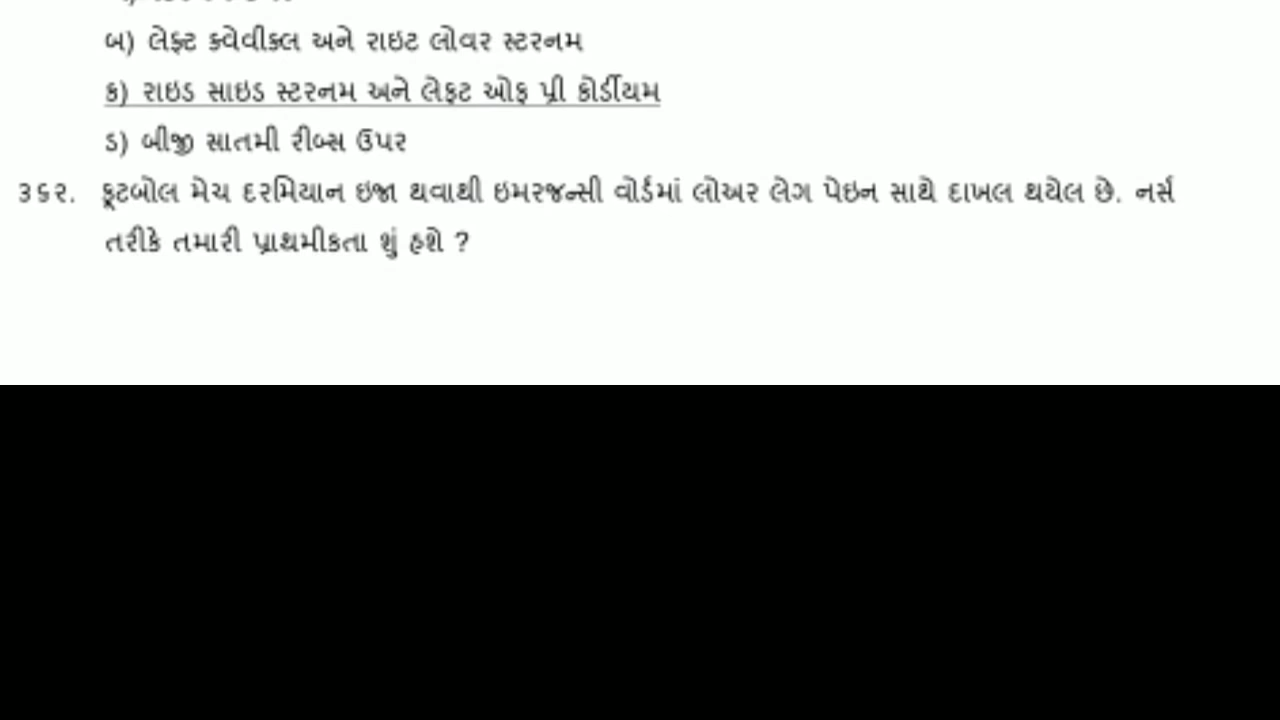 બ) લેફ્ટ ક્વેવીકલ અને રાઇટ લોવર સ્ટરનમ
ક) રાઇડ સાઇડ સ્ટરનમ અને લેફટ ઓફ પ્રી કોર્ડીયમ
ડ) બીજી સાતમી રીબ્સ ઉપર
૩૬૨. ફૂટબોલ મેચ દરમિયાન ઇજા થવાથી ઇમરજન્સી વોર્ડમાં લોઅર લેગ પેઇન સાથે દાખલ થયેલ છે. નર્સ
તરીકે તમારી પ્રાથમીકતા શું હશે ?